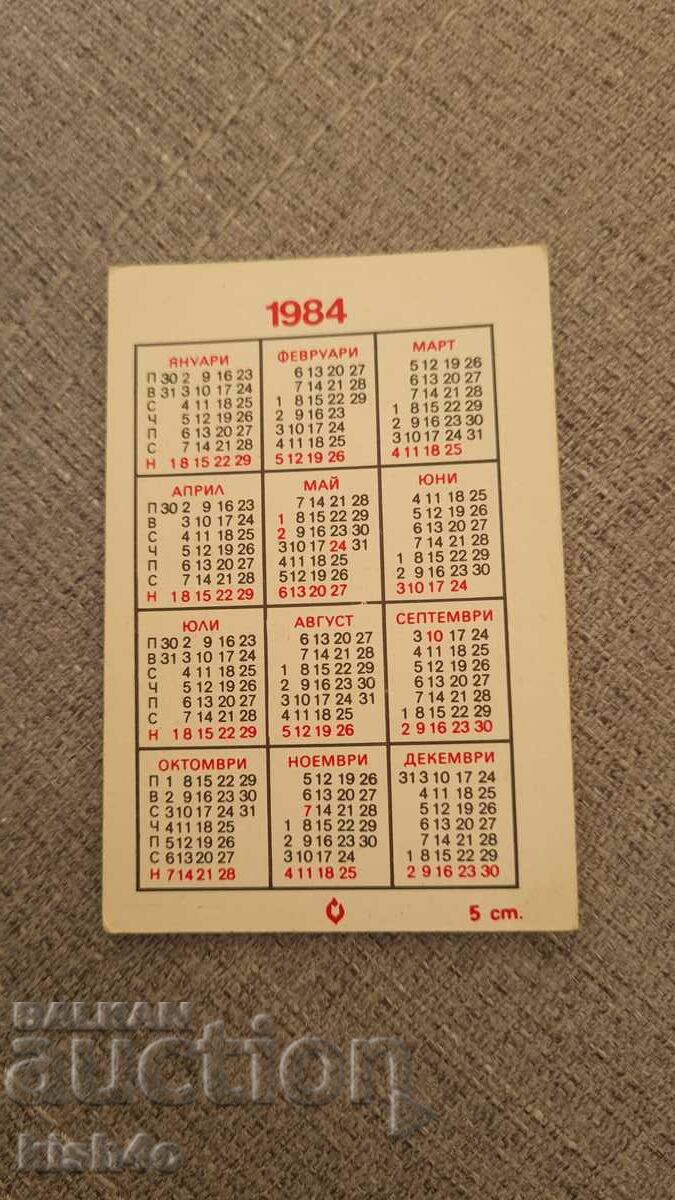 1984
ЯНУАРИ
П 30 2 9 16 23
В 31 3 10 17 24
С 4 11 18 25
Ч 5 12 19 26
П 6 13 20 27
С 7 14 21 28
Н 1 8 15 22 29
ФЕВРУАРИ
6 13 20 27
7 14 21 28
1 8 15 22 29
2 9 16 23
3 10 17 24
4 11 18 25
5 12 19 26
МАРТ
5 12 19 26
6 13 20 27
7 14 21 28
1 8 15 22 29
2 9 16 23 30
3 10 17 24 31
4 11 18 25
АПРИЛ
П 30 2 9 16 23
В 3 10 17 24
С 4 11 18 25
Ч 5 12 19 26
П 6 13 20 27
С 7 14 21 28
Н 1 8 15 22 29
МАЙ
7 14 21 28
1 8 15 22 29
2 9 16 23 30
3 10 17 24 31
4 11 18 25
5 12 19 26
6 13 20 27
ЮНИ
4 11 18 25
5 12 19 26
6 13 20 27
7 14 21 28
1 8 15 22 29
2 9 16 23 30
3 10 17 24
ЮЛИ
П 30 2 9 16 23
В 31 3 10 17 24
С 4 11 18 25
Ч 5 12 19 26
П 6 13 20 27
С 7 14 21 28
Н 1 8 15 22 29
АВГУСТ
6 13 20 27
7 14 21 28
1 8 15 22 29
2 9 16 23 30
3 10 17 24 31
4 11 18 25
5 12 19 26
СЕПТЕМВРИ
3 10 17 24
4 11 18 25
5 12 19 26
6 13 20 27
7 14 21 28
1 8 15 22 29
2 9 16 23 30
ОКТОМВРИ
П 1 8 15 22 29
В 2 9 16 23 30
С 3 10 17 24 31
Ч 4 11 18 25
П 5 12 19 26
С 6 13 20 27
Н 7 14 21 28
НОЕМВРИ
5 12 19 26
6 13 20 27
7 14 21 28
1 8 15 22 29
2 9 16 23 30
3 10 17 24
4 11 18 25
ДЕКЕМВРИ
31 3 10 17 24
4 11 18 25
5 12 19 26
6 13 20 27
7 14 21 28
1 8 15 22 29
2 9 16 23 30
5 ст.
BALKAN
auction
kish4o